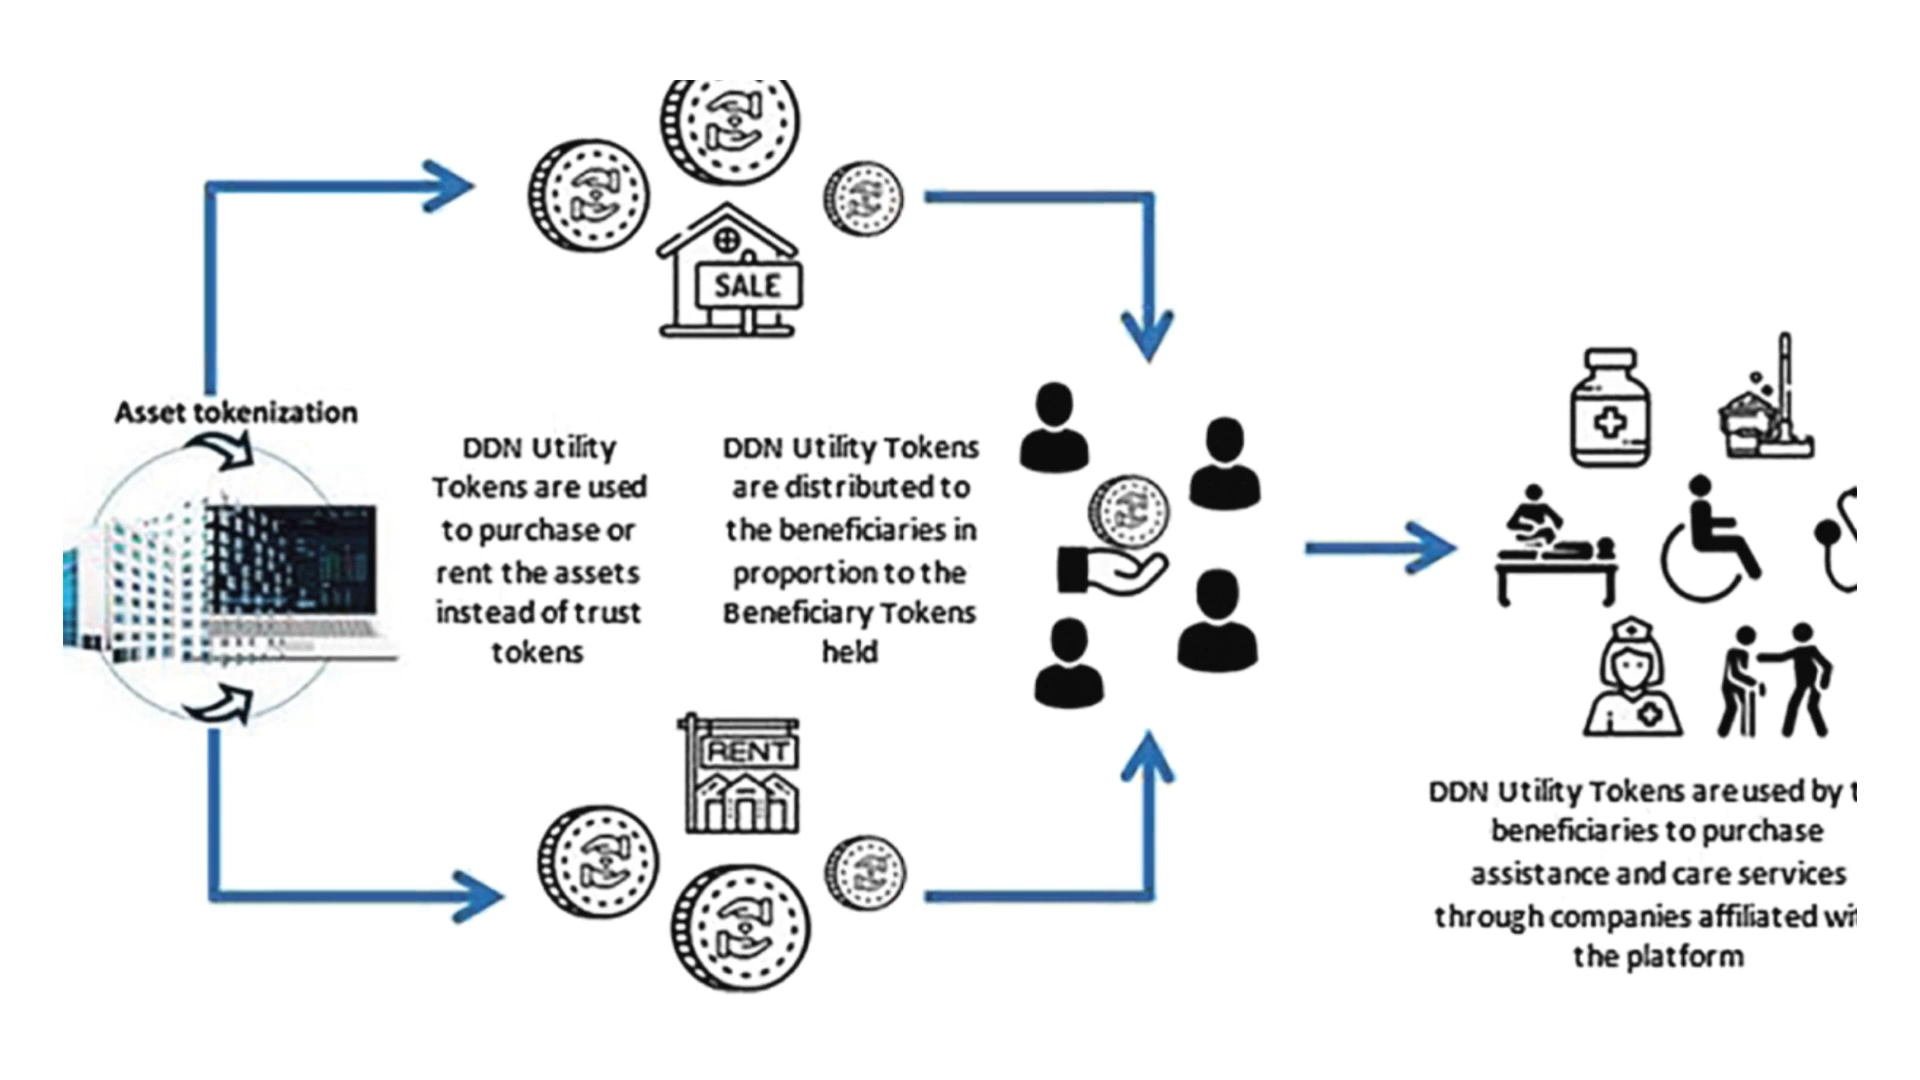 SALE
Asset tokenization
DDN Utility
Tokens are used
to purchase or
rent the assets
instead of trust
tokens
DDN Utility Tokens
are distributed to
the beneficiaries in
proportion to the
Beneficiary Tokens
held
RENT
DDN Utility Tokens are used by
beneficiaries to purchase
assistance and care services
through companies affiliated
the platform